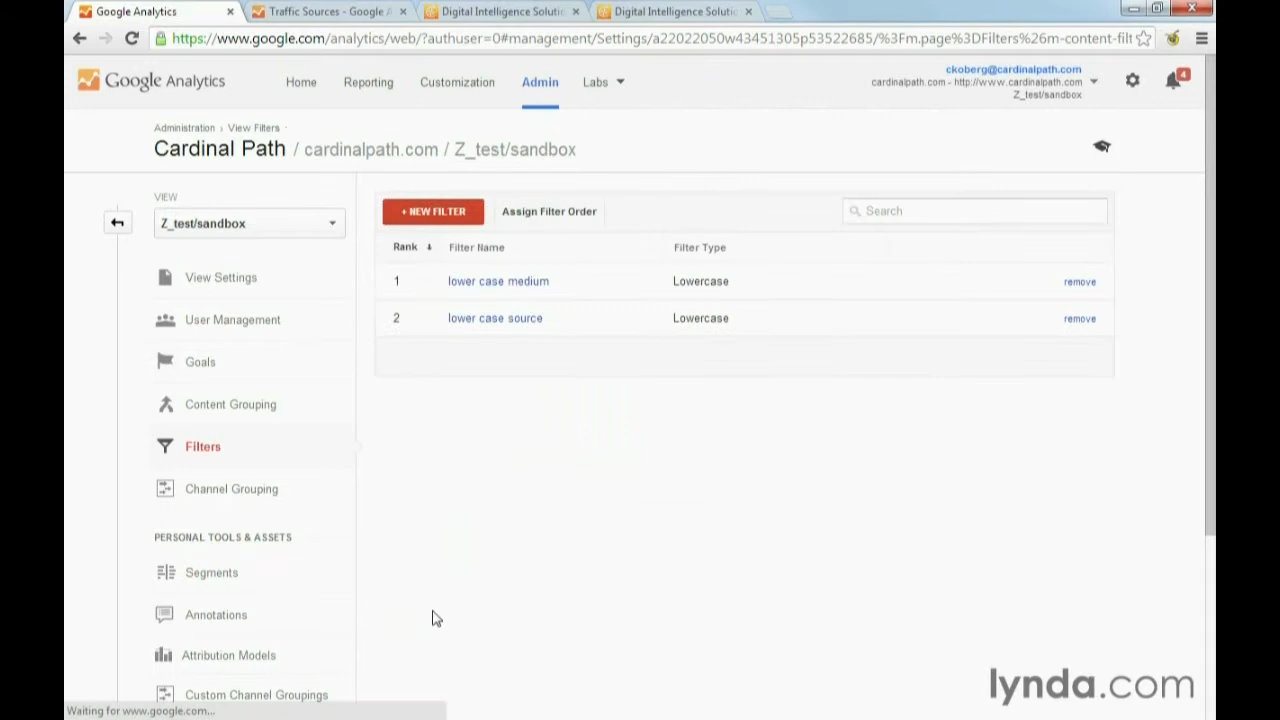 Google Analytics
Traffic Sources - Google A
Digital Intelligence Solutio
Digital Intelligence Solutio
https://www.google.com/analytics/web/?authuser=0#management/Settings/a22022050w43451305p53522685/%3Fm.page%3DFilters%26m-content-filt
Google Analytics
Home
Reporting
Customization
Admin
Labs
ckoberg@cardinalpath.com
cardinalpath.com - http://www.cardinalpath.com
Z_test/sandbox
4
Administration › View Filters
Cardinal Path / cardinalpath.com / Z_test/sandbox
VIEW
Z_test/sandbox
View Settings
User Management
Goals
Content Grouping
Filters
Channel Grouping
PERSONAL TOOLS & ASSETS
Segments
Annotations
Attribution Models
Custom Channel Groupings
+ NEW FILTER
Assign Filter Order
Search
Rank Filter Name Filter Type
1 lower case medium Lowercase remove
2 lower case source Lowercase remove
Waiting for www.google.com...
lynda.com